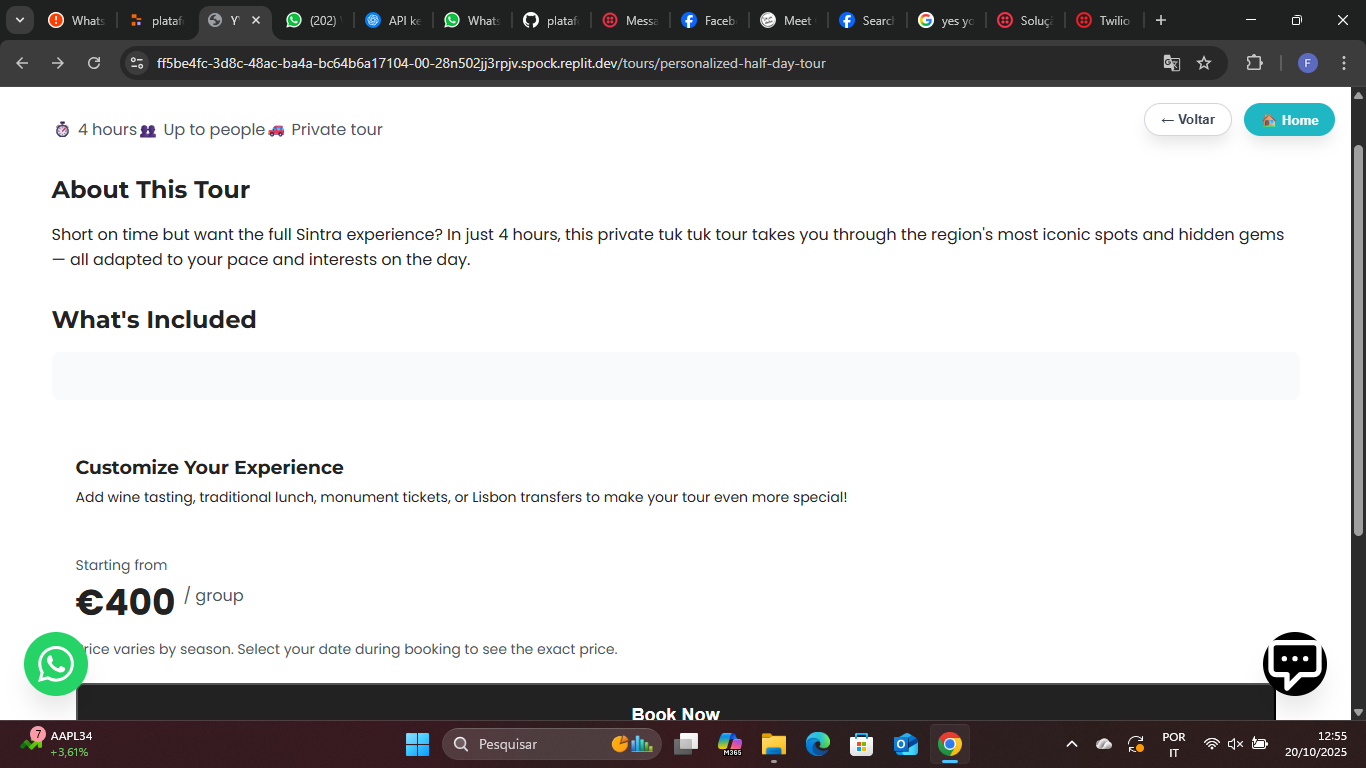 Whats
plataf
Y'
(202)
API ke
Whats
plataf
Messa
Faceb
Meet
Searc
yes yo
Soluç
Twilio
ff5be4fc-3d8c-48ac-ba4a-bc64b6a17104-00-28n502jj3rpjv.spock.replit.dev/tours/personalized-half-day-tour
F
4 hours Up to people Private tour
← Voltar
Home
About This Tour
Short on time but want the full Sintra experience? In just 4 hours, this private tuk tuk tour takes you through the region's most iconic spots and hidden gems
— all adapted to your pace and interests on the day.
What's Included
Customize Your Experience
Add wine tasting, traditional lunch, monument tickets, or Lisbon transfers to make your tour even more special!
Starting from
€400 / group
rice varies by season. Select your date during booking to see the exact price.
Book Now
7
AAPL34
+3,61%
Pesquisar
M365
POR
IT
12:55
20/10/2025